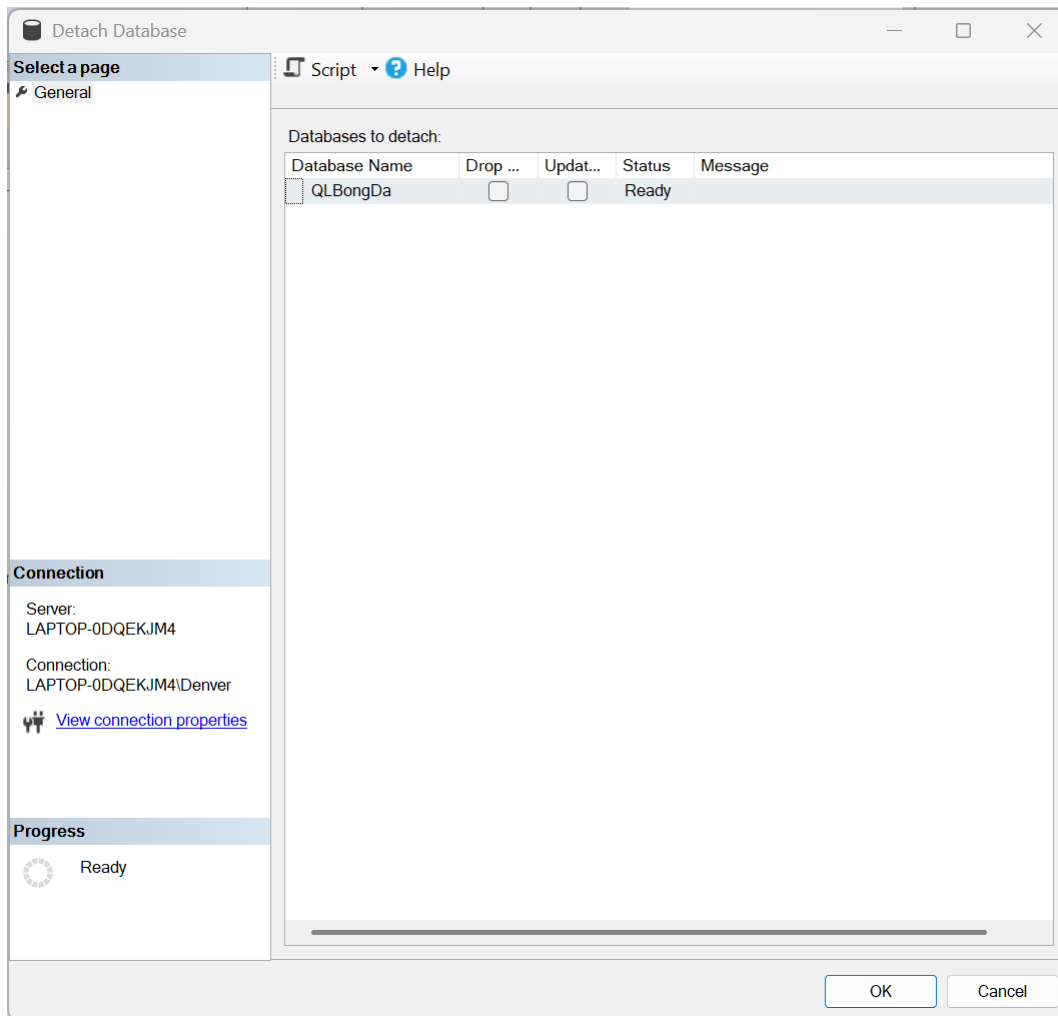 Detach Database
Select a page
General
Script
Help
Databases to detach:
Database Name Drop ... Updat... Status Message
QLBongDa Ready
Connection
Server:
LAPTOP-0DQEKJM4
Connection:
LAPTOP-0DQEKJM4\Denver
View connection properties
Progress
Ready
OK Cancel